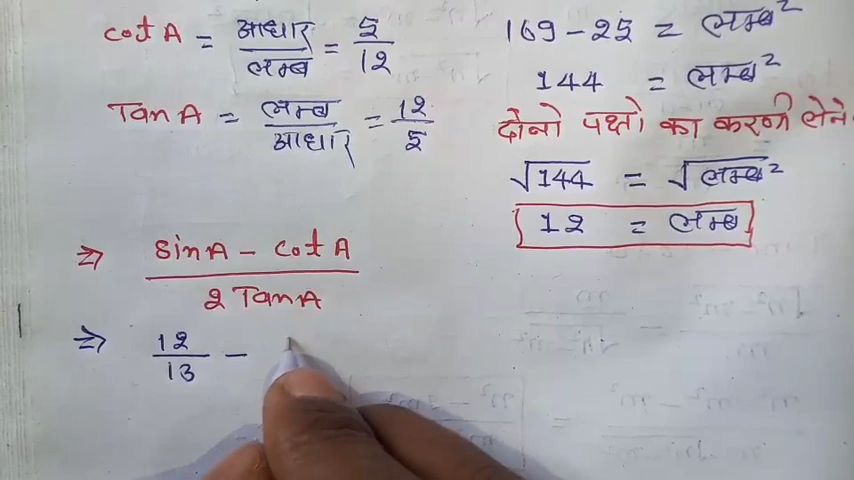 cot A = आधार / लम्ब = 5 / 12
Tan A = लम्ब / आधार = 12 / 5
169 - 25 = लम्ब²
144 = लम्ब²
दोनो पक्षो का करणी लेने
√144 = √लम्ब²
12 = लम्ब
⇒ sin A - cot A / 2 Tan A
⇒ 12 / 13 -